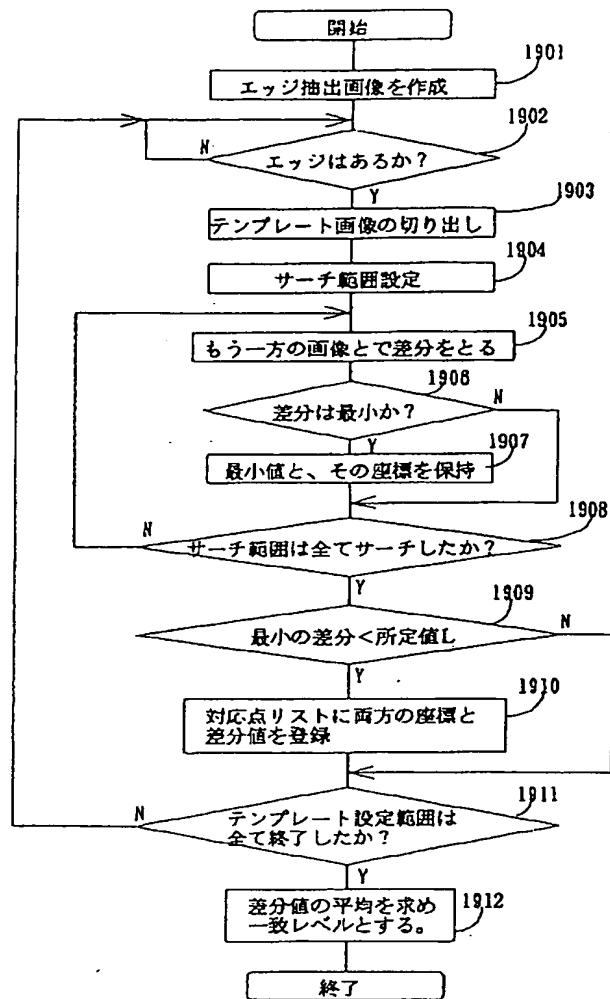 開始
1901
エッジ抽出画像を作成
1902
エッジはあるか？
N
Y
1903
テンプレート画像の切り出し
1904
サーチ範囲設定
1905
もう一方の画像とで差分をとる
1906
差分は最小か？
N
Y
1907
最小値と、その座標を保持
1908
サーチ範囲は全てサーチしたか？
N
Y
1909
最小の差分＜所定値L
N
Y
1910
対応点リストに両方の座標と
差分値を登録
1911
テンプレート設定範囲は
全て終了したか？
N
Y
1912
差分値の平均を求め
一致レベルとする。
終了